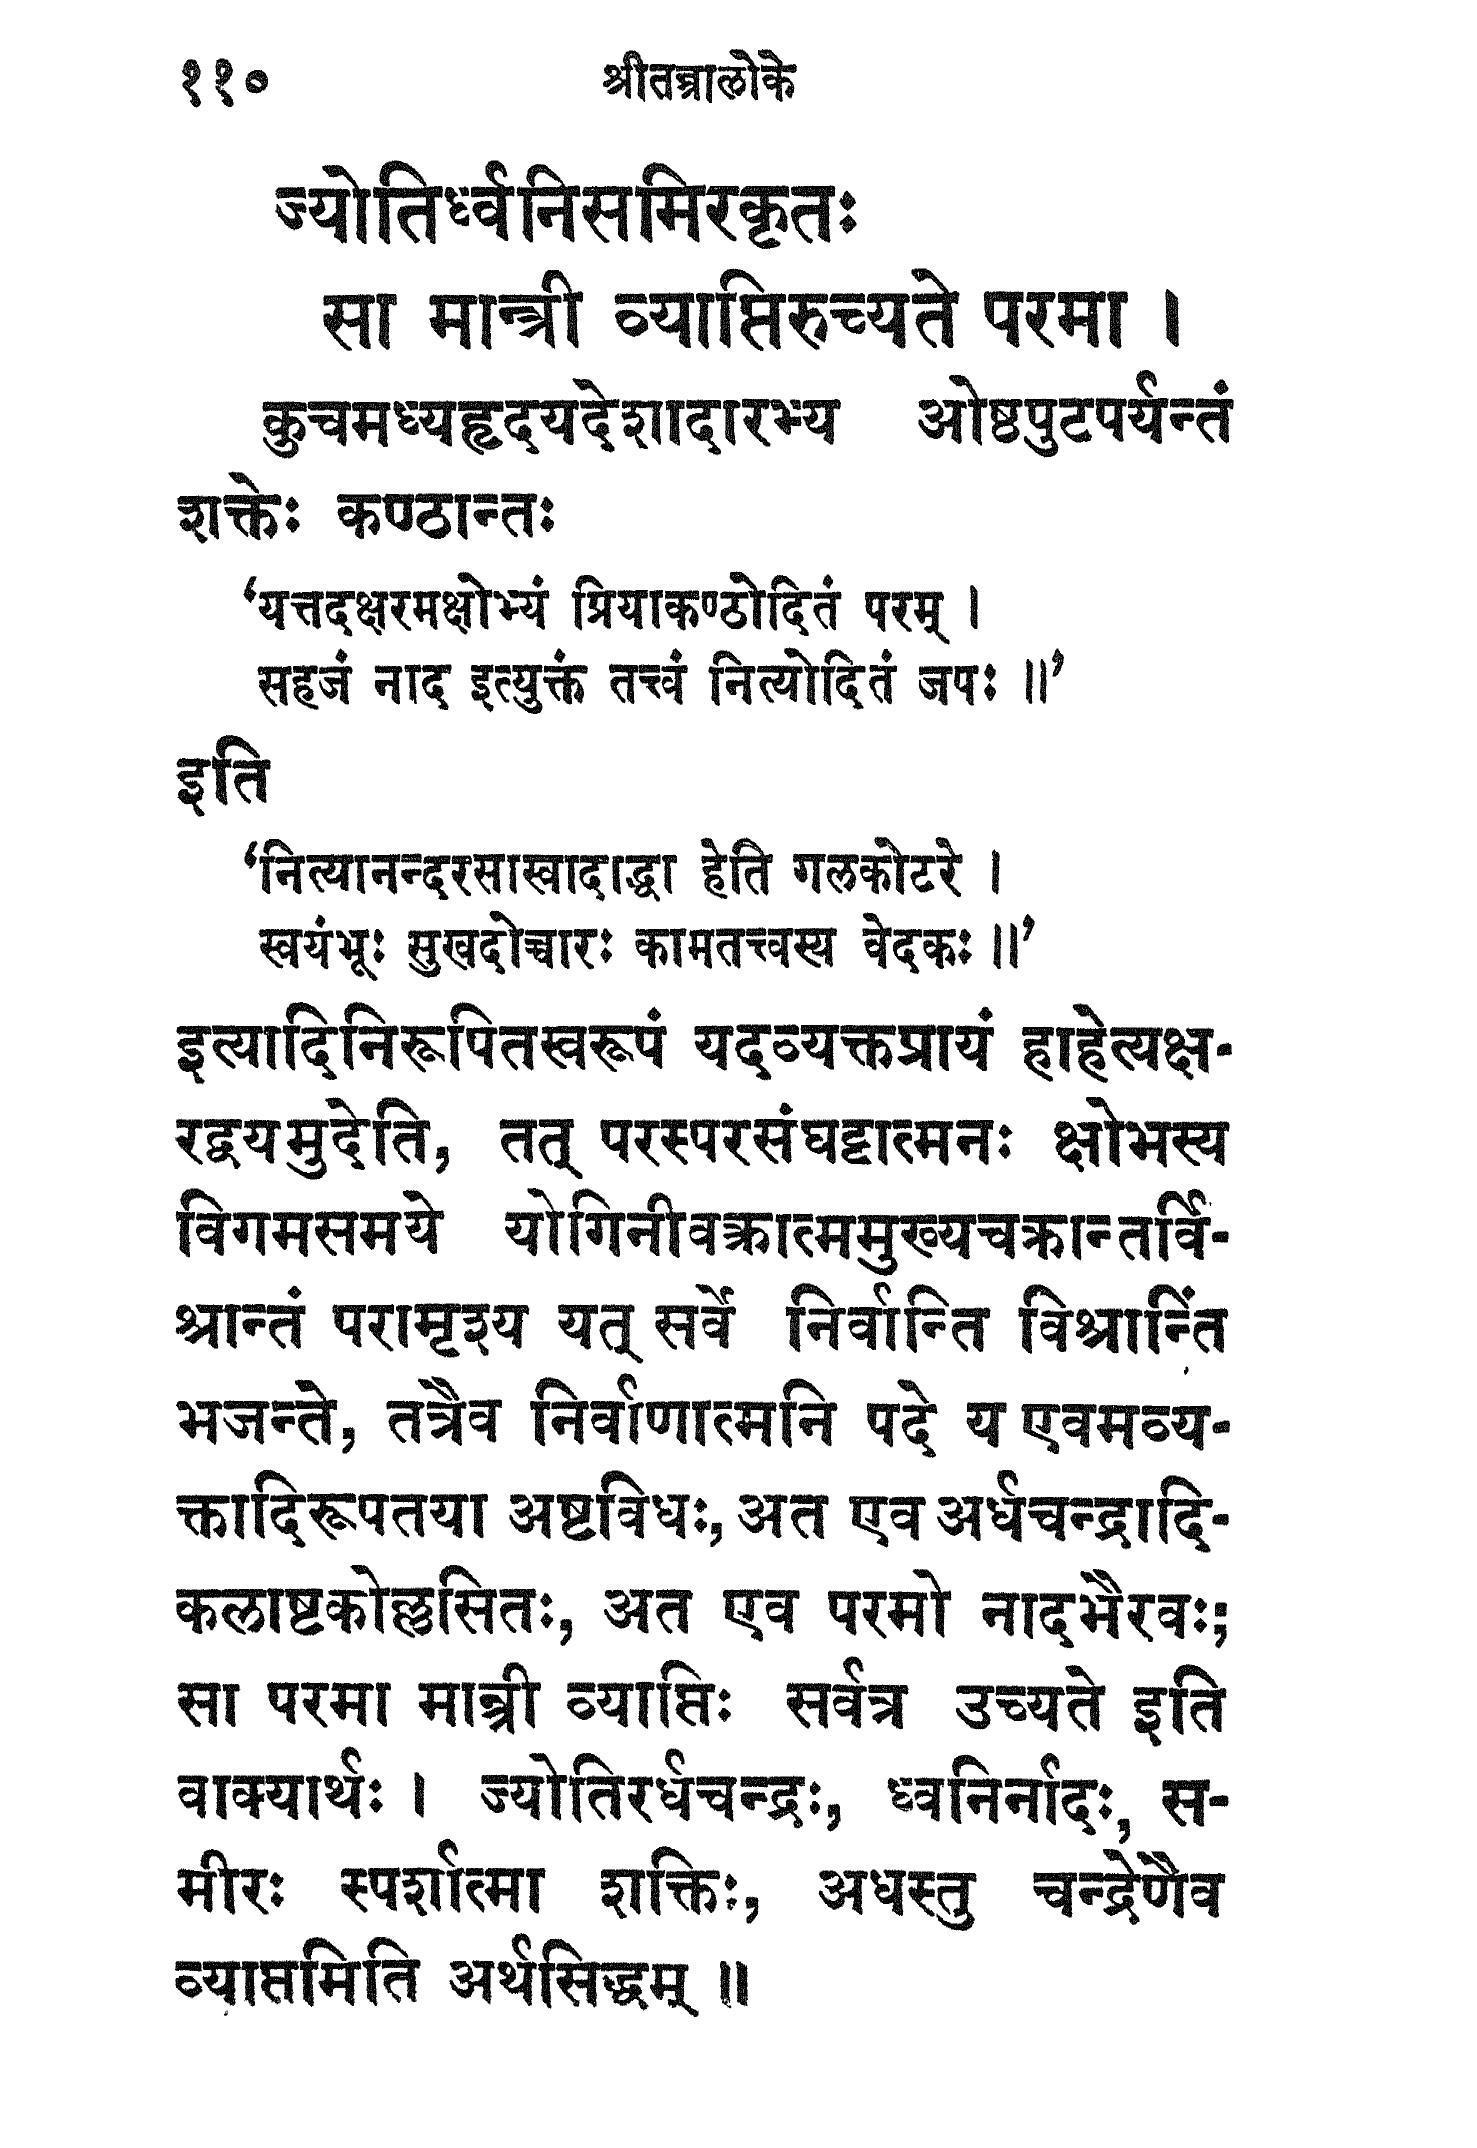 ११० श्रीतन्त्रालोके
ज्योतिर्ध्वनिसमिरकृतः
सा मान्त्री व्याप्तिरुच्यते परमा ।
कुचमध्यहृदयदेशादारभ्य ओष्ठपुटपर्यन्तं
शक्तेः कण्ठान्तः
‘यत्तदक्षरमक्षोभ्यं प्रियाकण्ठोदितं परम् ।
सहजं नाद इत्युक्तं तत्त्वं नित्योदितं जपः ॥’
इति
‘नित्यानन्दरसास्वादाद्धा हेति गलकोटरे ।
स्वयंभूः सुखदोच्चारः कामतत्त्वस्य वेदकः ॥’
इत्यादिनिरूपितस्वरूपं यदव्यक्तप्रायं हाहेत्यक्ष-
रद्वयमुदेति, तत् परस्परसंघट्टात्मनः क्षोभस्य
विगमसमये योगिनीवक्त्रात्ममुख्यचक्रान्तर्वि-
श्रान्तं परामृश्य यत् सर्वे निर्वान्ति विश्रान्तिं
भजन्ते, तत्रैव निर्वाणात्मनि पदे य एवमव्य-
क्तादिरूपतया अष्टविधः, अत एव अर्धचन्द्रादि-
कलाष्टकोल्लसितः, अत एव परमो नादभैरवः;
सा परमा मान्त्री व्याप्तिः सर्वत्र उच्यते इति
वाक्यार्थः । ज्योतिरर्धचन्द्रः, ध्वनिर्नादः, स-
मीरः स्पर्शात्मा शक्तिः, अधस्तु चन्द्रेणैव
व्याप्तमिति अर्थसिद्धम् ॥